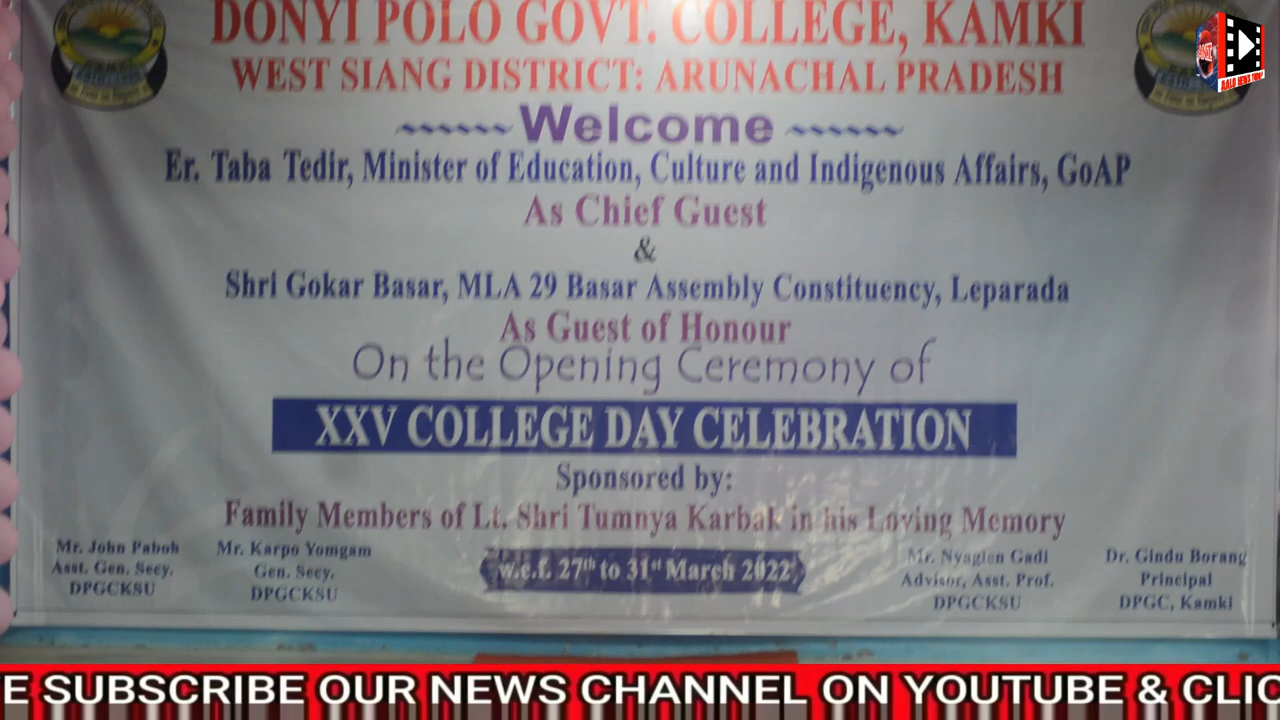 DONYI POLO GOVT. COLLEGE, KAMKI
WEST SIANG DISTRICT: ARUNACHAL PRADESH
Welcome
Er. Taba Tedir, Minister of Education, Culture and Indigenous Affairs, GoAP
As Chief Guest
&
Shri Gokar Basar, MLA 29 Basar Assembly Constituency, Leparada
As Guest of Honour
On the Opening Ceremony of
XXV COLLEGE DAY CELEBRATION
Sponsored by:
Family Members of Lt. Shri Tumnya Karbak in his Loving Memory
w.e.f. 27th to 31st March 2022
Mr. John Paboh
Asst. Gen. Secy.
DPGCKSU
Mr. Karpo Yomgam
Gen. Secy.
DPGCKSU
Mr. Nyagien Gadi
Advisor, Asst. Prof.
DPGCKSU
Dr. Gindu Borang
Principal
DPGC, Kamki
E SUBSCRIBE OUR NEWS CHANNEL ON YOUTUBE & CLIC